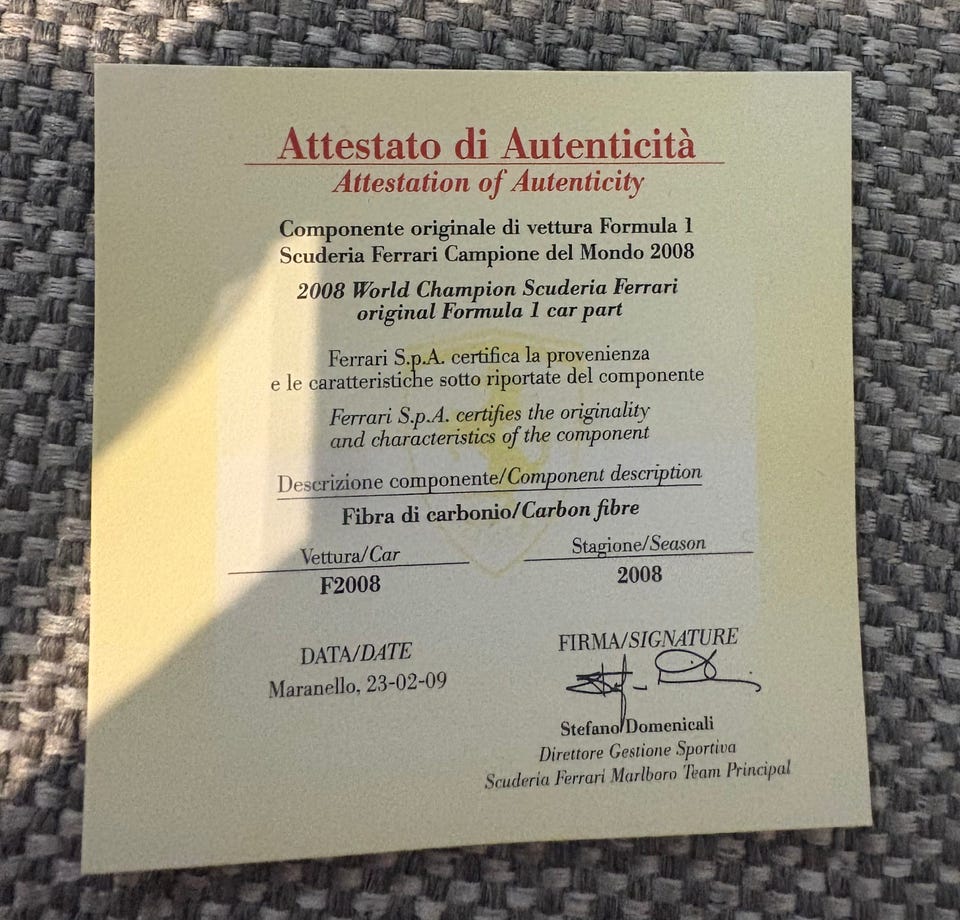 Attestato di Autenticità
Attestation of Autenticity
Componente originale di vettura Formula 1
Scuderia Ferrari Campione del Mondo 2008
2008 World Champion Scuderia Ferrari
original Formula 1 car part
Ferrari S.p.A. certifica la provenienza
e le caratteristiche sotto riportate del componente
Ferrari S.p.A. certifies the originality
and characteristics of the component
Descrizione componente/Component description
Fibra di carbonio/Carbon fibre
Vettura/Car
F2008
Stagione/Season
2008
DATA/DATE
Maranello, 23-02-09
FIRMA/SIGNATURE
Stefano Domenicali
Direttore Gestione Sportiva
Scuderia Ferrari Marlboro Team Principal